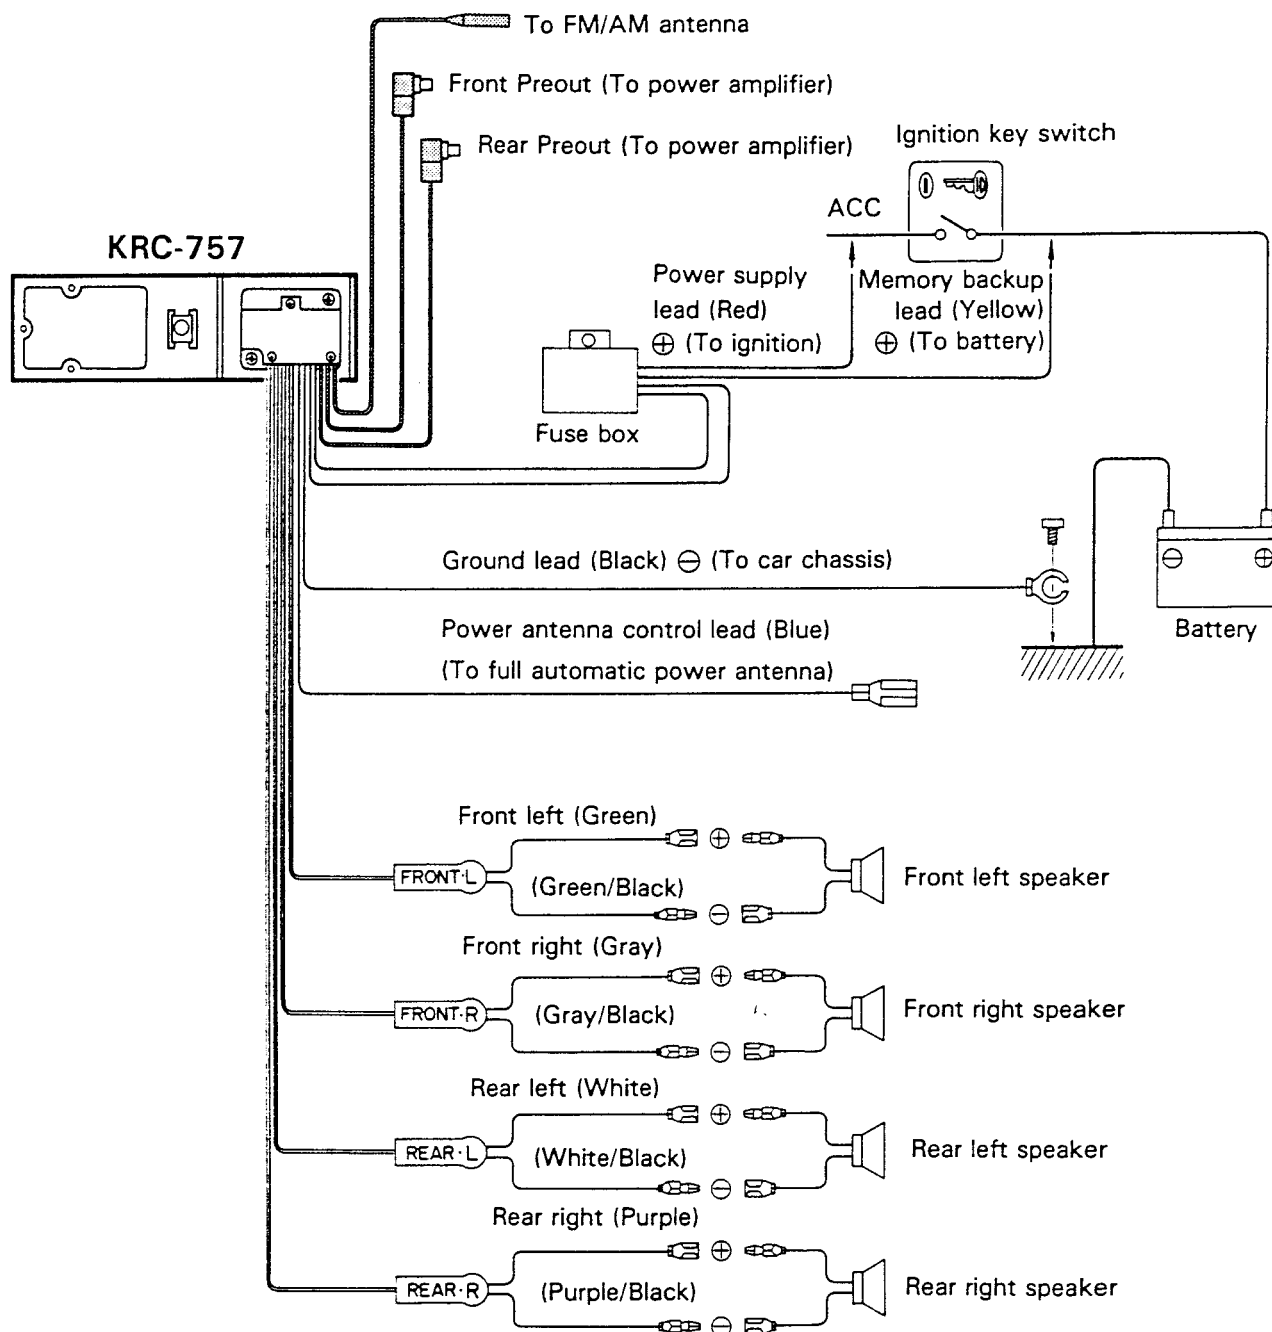 To FM/AM antenna
Front Preout (To power amplifier)
Rear Preout (To power amplifier)
Ignition key switch
ACC
KRC-757
Power supply
lead (Red)
⊕ (To ignition)
Memory backup
lead (Yellow)
⊕ (To battery)
Fuse box
Ground lead (Black) ⊖ (To car chassis)
⊖ ⊕
Battery
Power antenna control lead (Blue)
(To full automatic power antenna)
Front left (Green)
⊕
FRONT·L
(Green/Black)
Front left speaker
⊖
Front right (Gray)
⊕
FRONT·R
(Gray/Black)
Front right speaker
⊖
Rear left (White)
⊕
REAR·L
(White/Black)
Rear left speaker
⊖
Rear right (Purple)
⊕
REAR·R
(Purple/Black)
Rear right speaker
⊖